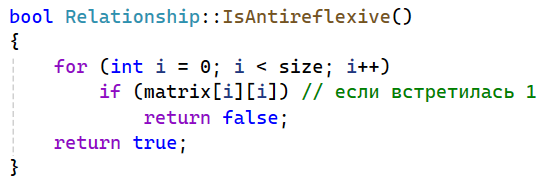 bool Relationship::IsAntireflexive()
{
    for (int i = 0; i < size; i++)
        if (matrix[i][i]) // если встретилась 1
            return false;
    return true;
}